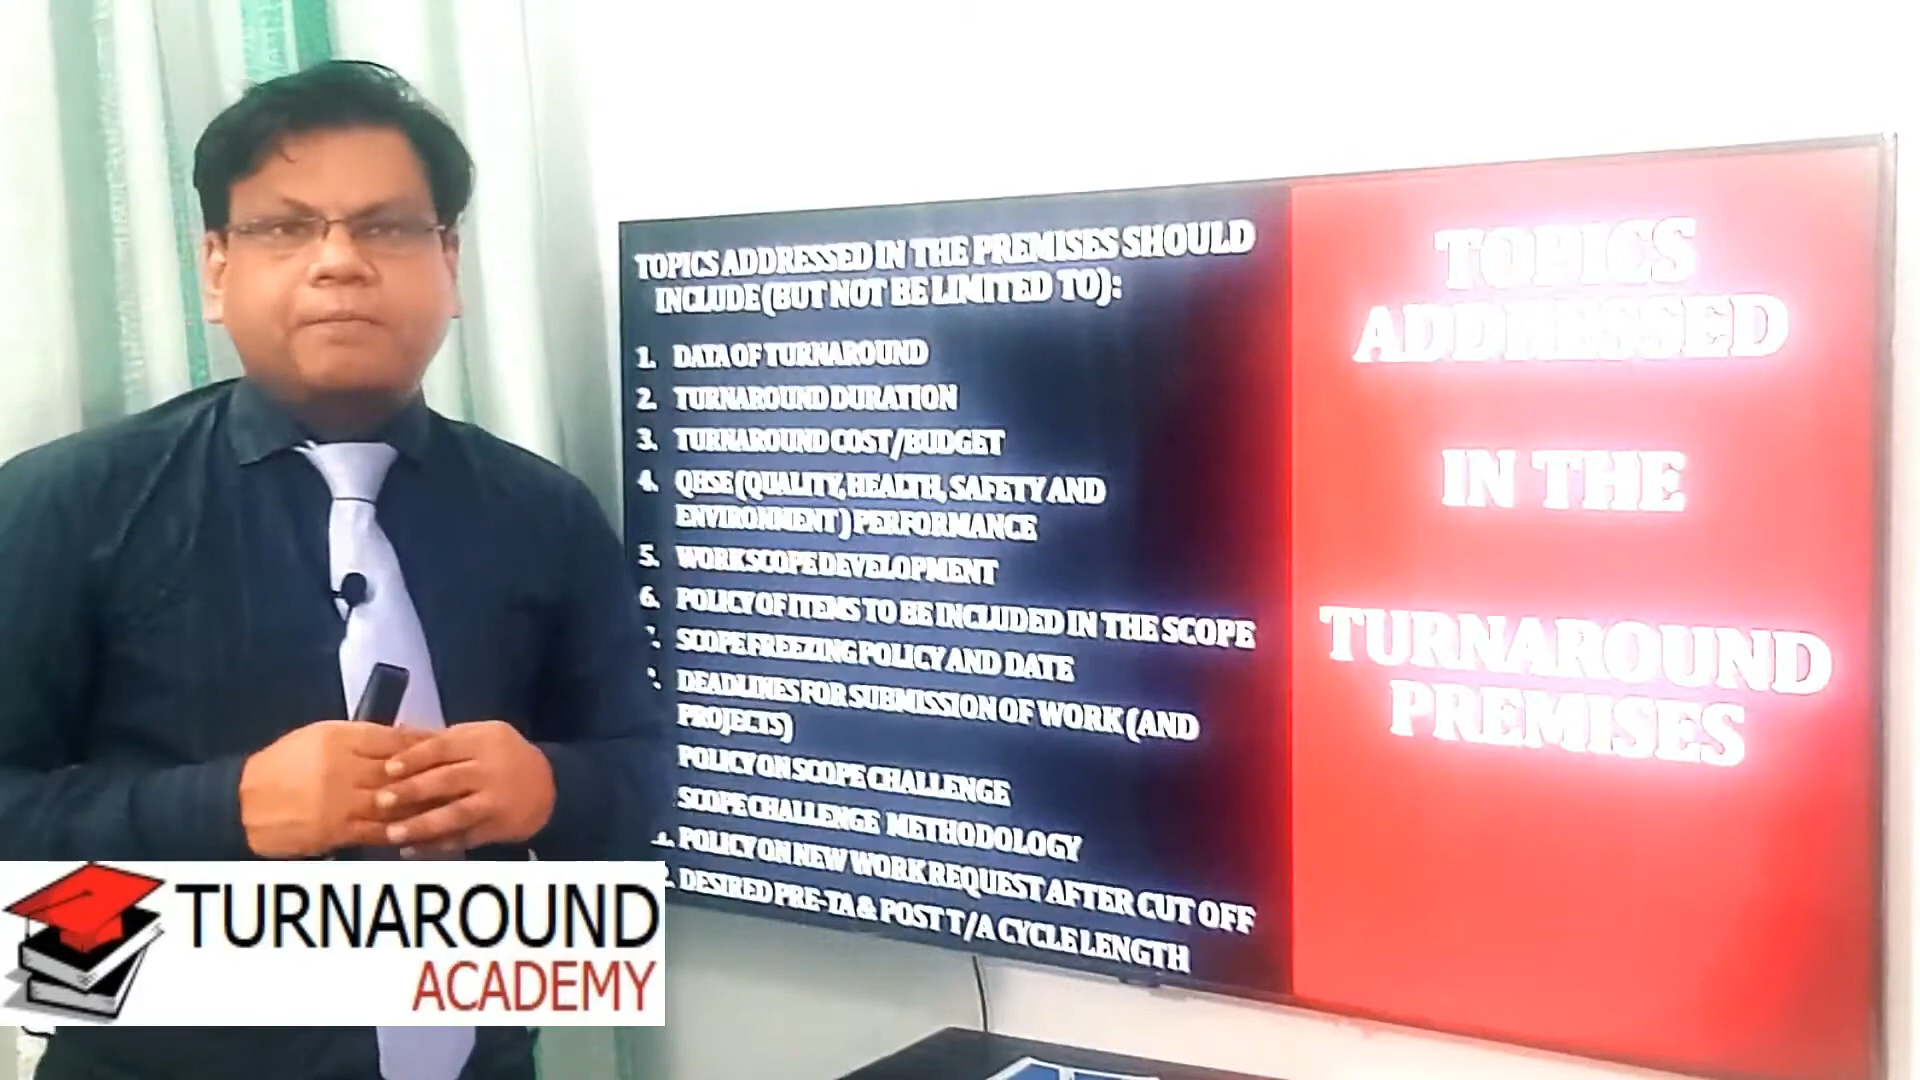 TOPICS ADDRESSED IN THE PREMISES SHOULD
INCLUDE (BUT NOT BE LIMITED TO):
1. DATA OF TURNAROUND
2. TURNAROUND DURATION
3. TURNAROUND COST/BUDGET
4. QHSE (QUALITY, HEALTH, SAFETY AND
ENVIRONMENT) PERFORMANCE
5. WORK SCOPE DEVELOPMENT
6. POLICY OF ITEMS TO BE INCLUDED IN THE SCOPE
SCOPE FREEZING POLICY AND DATE
DEADLINES FOR SUBMISSION OF WORK (AND
PROJECTS)
POLICY ON SCOPE CHALLENGE
SCOPE CHALLENGE METHODOLOGY
POLICY ON NEW WORK REQUEST AFTER CUT OFF
DESIRED PRE-TA & POST T/A CYCLE LENGTH
TOPICS
ADDRESSED
IN THE
TURNAROUND
PREMISES
TURNAROUND
ACADEMY